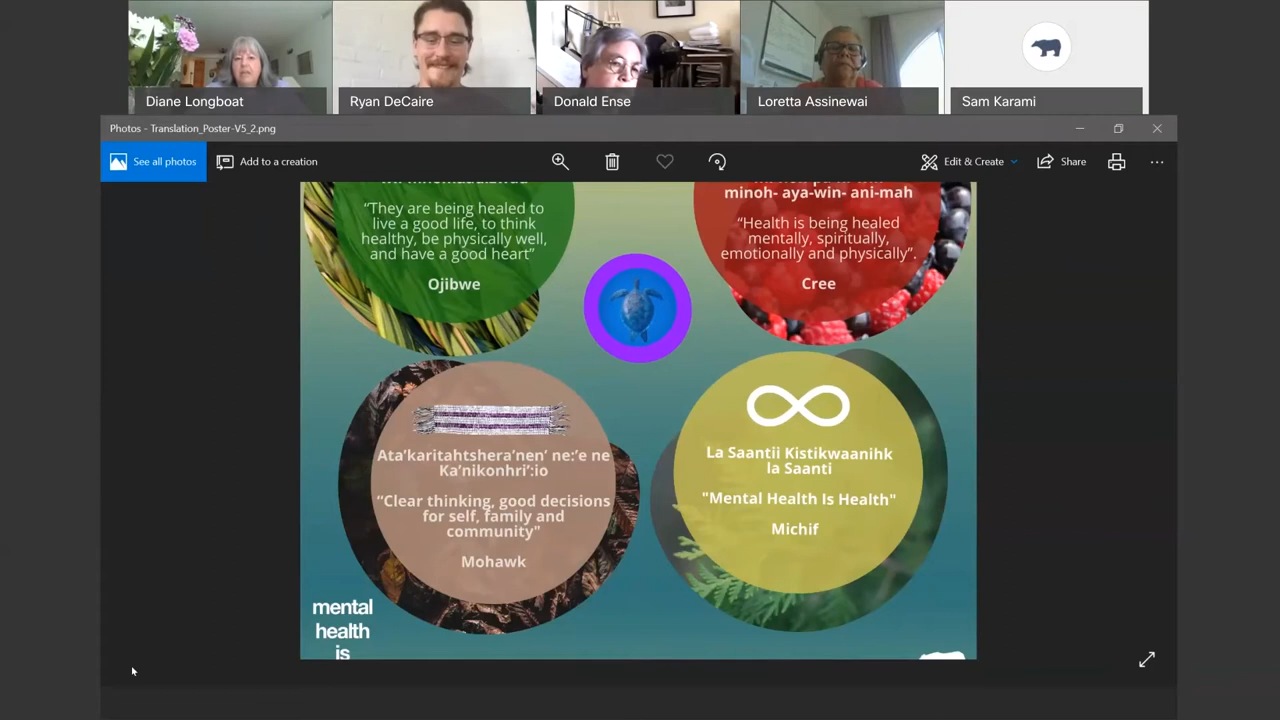 Diane Longboat
Ryan DeCaire
Donald Ense
Loretta Assinewai
Sam Karami
Photos - Translation_Poster-V5_2.png
See all photos
Add to a creation
Edit & Create
Share
“They are being healed to
live a good life, to think
healthy, be physically well,
and have a good heart”
Ojibwe
minoh- aya-win- ani-mah
“Health is being healed
mentally, spiritually,
emotionally and physically”.
Cree
Ata’karitahtshera’nen’ ne:’e ne
Ka’nikonhri’:io
“Clear thinking, good decisions
for self, family and
community"
Mohawk
La Saantii Kistikwaanihk
la Saanti
"Mental Health Is Health"
Michif
mental
health
is